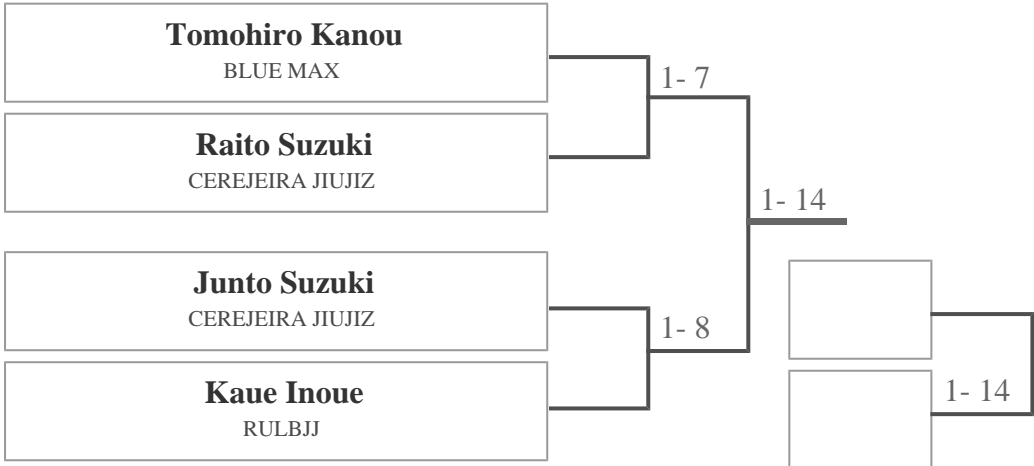 Tomohiro Kanou
BLUE MAX
1- 7
Raito Suzuki
CEREJEIRA JIUJIZ
1- 14
Junto Suzuki
CEREJEIRA JIUJIZ
1- 8
Kaue Inoue
RULBJJ
1- 14